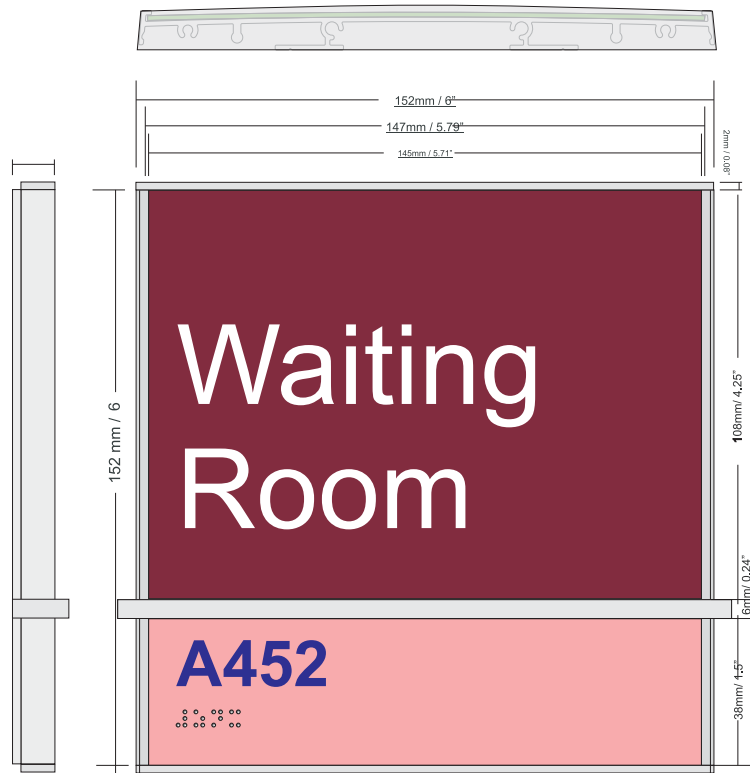 152mm / 6"
147mm / 5.79"
145mm / 5.71"
2mm / 0.08"
Waiting
Room
108mm/ 4.25"
152 mm / 6
6mm/ 0.24"
A452
38mm/ 1.5"
⠼⠓⠝⠭